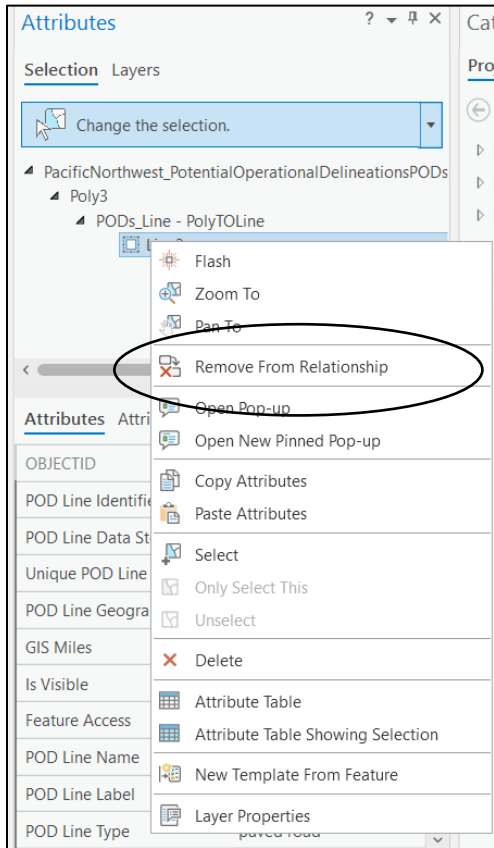 Attributes ? Cat
Selection Layers Pro
Change the selection.
PacificNorthwest_PotentialOperationalDelineationsPODs
Poly3
PODs_Line - PolyTOLine
Flash
Zoom To
Pan To
Remove From Relationship
Open Pop-up
Attributes Attri
Open New Pinned Pop-up
OBJECTID
Copy Attributes
POD Line Identifie
Paste Attributes
POD Line Data St
Select
Unique POD Line
Only Select This
POD Line Geogra
Unselect
GIS Miles
Delete
Is Visible
Attribute Table
Feature Access
Attribute Table Showing Selection
POD Line Name
New Template From Feature
POD Line Label
Layer Properties
POD Line Type paved road